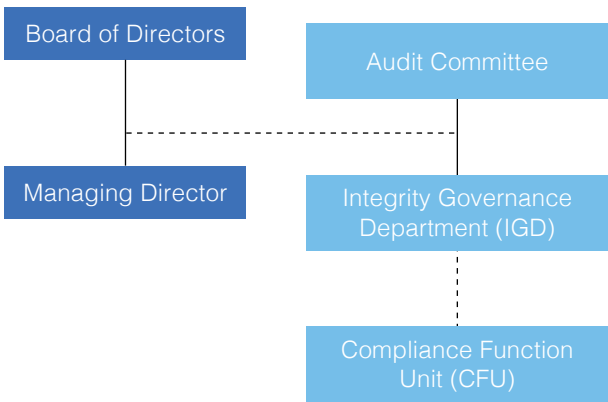 Board of Directors
Audit Committee
Managing Director
Integrity Governance
Department (IGD)
Compliance Function
Unit (CFU)